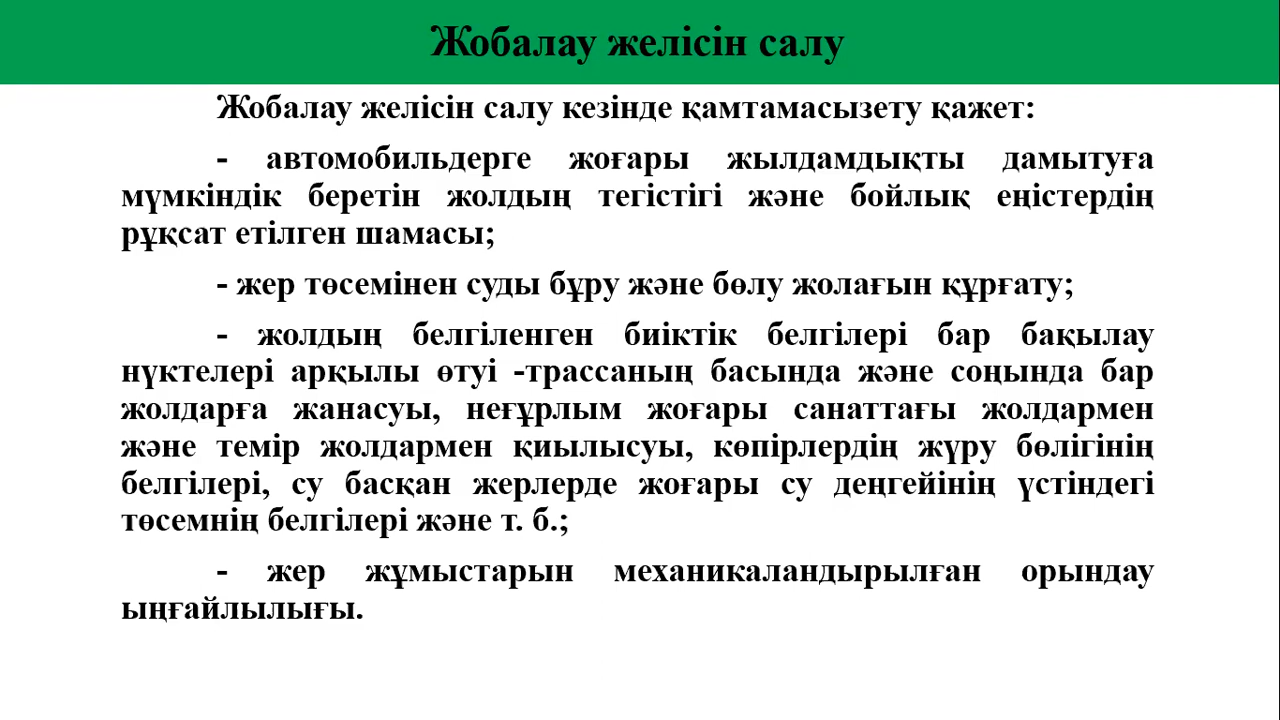 Жобалау желісін салу
Жобалау желісін салу кезінде қамтамасызету қажет:
- автомобильдерге жоғары жылдамдықты дамытуға
мүмкіндік беретін жолдың тегістігі және бойлық еңістердің
рұқсат етілген шамасы;
- жер төсемінен суды бұру және бөлу жолағын құрғату;
- жолдың белгіленген биіктік белгілері бар бақылау
нүктелері арқылы өтуі -трассаның басында және соңында бар
жолдарға жанасуы, неғұрлым жоғары санаттағы жолдармен
және темір жолдармен қиылысуы, көпірлердің жүру бөлігінің
белгілері, су басқан жерлерде жоғары су деңгейінің үстіндегі
төсемнің белгілері және т. б.;
- жер жұмыстарын механикаландырылған орындау
ыңғайлылығы.